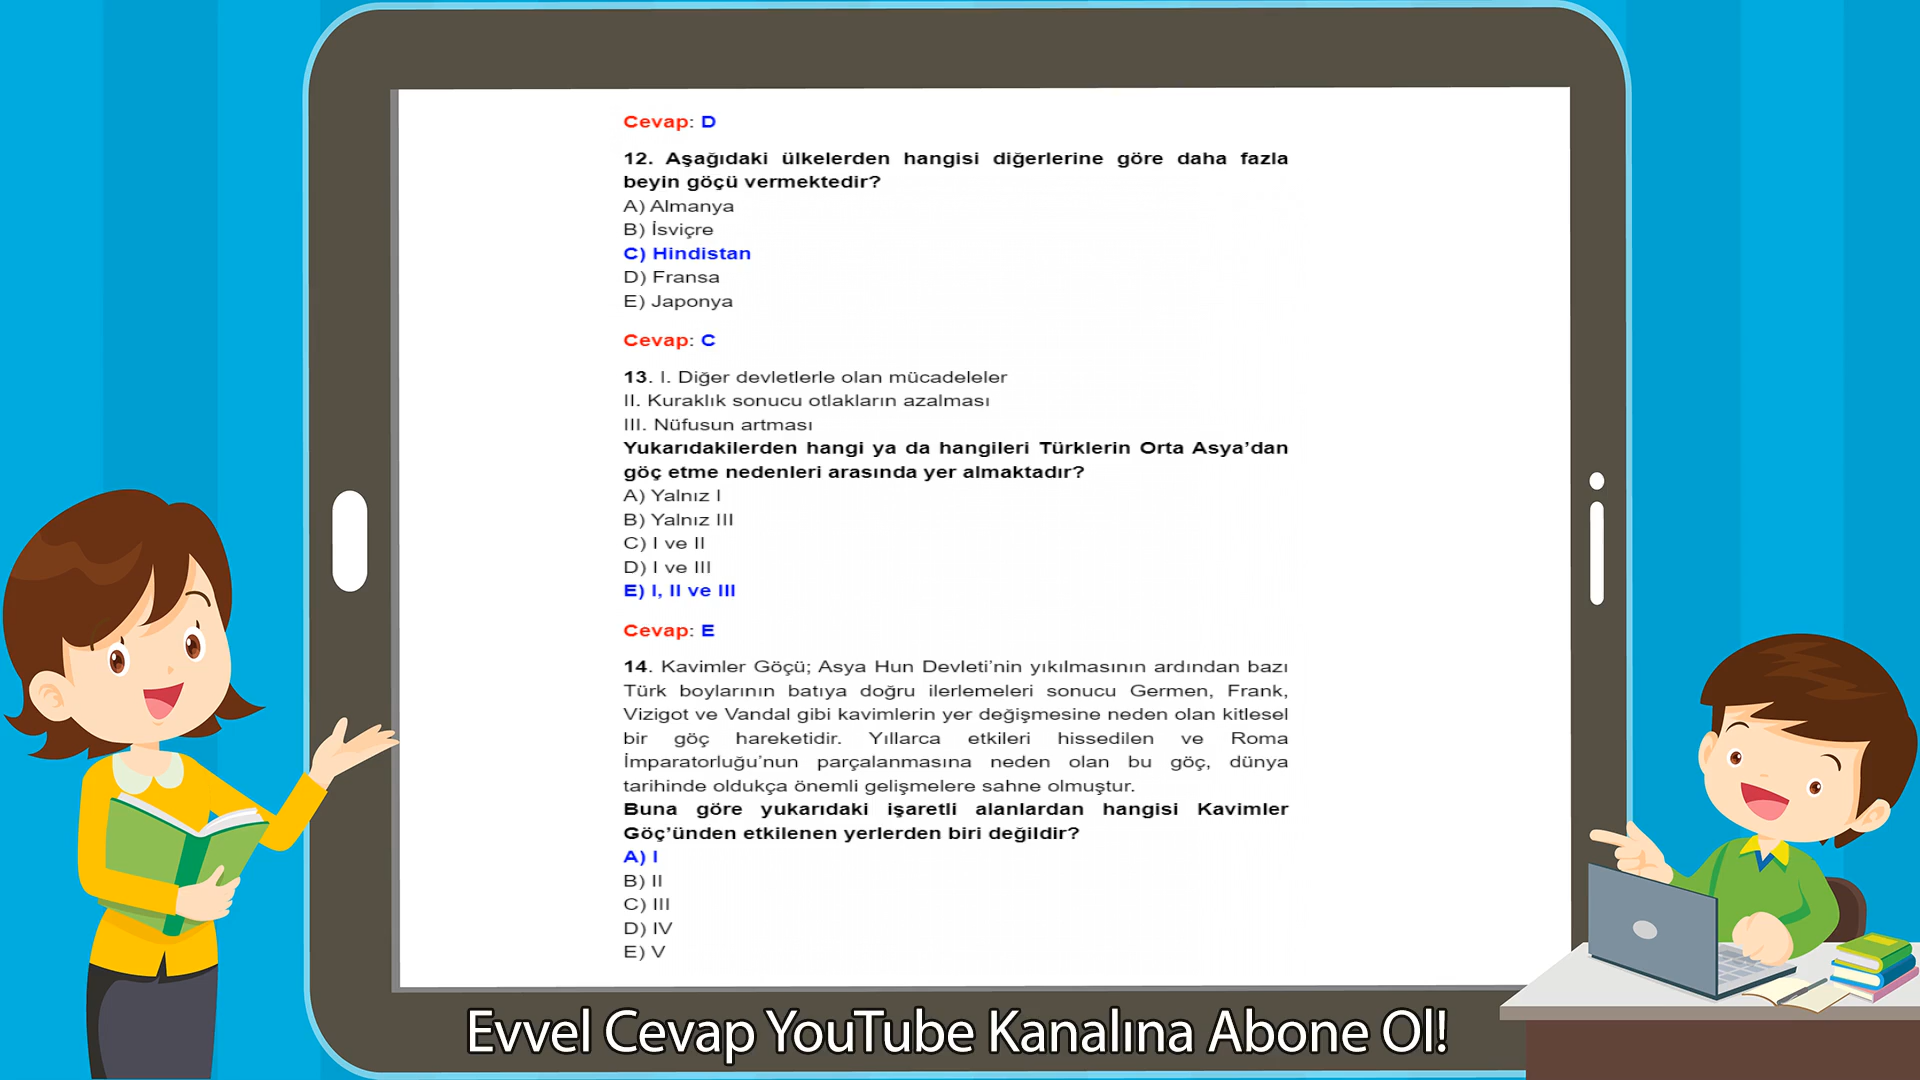 Cevap: D
12. Aşağıdaki ülkelerden hangisi diğerlerine göre daha fazla
beyin göçü vermektedir?
A) Almanya
B) İsviçre
C) Hindistan
D) Fransa
E) Japonya
Cevap: C
13. I. Diğer devletlerle olan mücadeleler
II. Kuraklık sonucu otlakların azalması
III. Nüfusun artması
Yukarıdakilerden hangi ya da hangileri Türklerin Orta Asya’dan
göç etme nedenleri arasında yer almaktadır?
A) Yalnız I
B) Yalnız III
C) I ve II
D) I ve III
E) I, II ve III
Cevap: E
14. Kavimler Göçü; Asya Hun Devleti’nin yıkılmasının ardından bazı
Türk boylarının batıya doğru ilerlemeleri sonucu Germen, Frank,
Vizigot ve Vandal gibi kavimlerin yer değişmesine neden olan kitlesel
bir göç hareketidir. Yıllarca etkileri hissedilen ve Roma
İmparatorluğu’nun parçalanmasına neden olan bu göç, dünya
tarihinde oldukça önemli gelişmelere sahne olmuştur.
Buna göre yukarıdaki işaretli alanlardan hangisi Kavimler
Göç’ünden etkilenen yerlerden biri değildir?
A) I
B) II
C) III
D) IV
E) V
Evvel Cevap YouTube Kanalına Abone Ol!